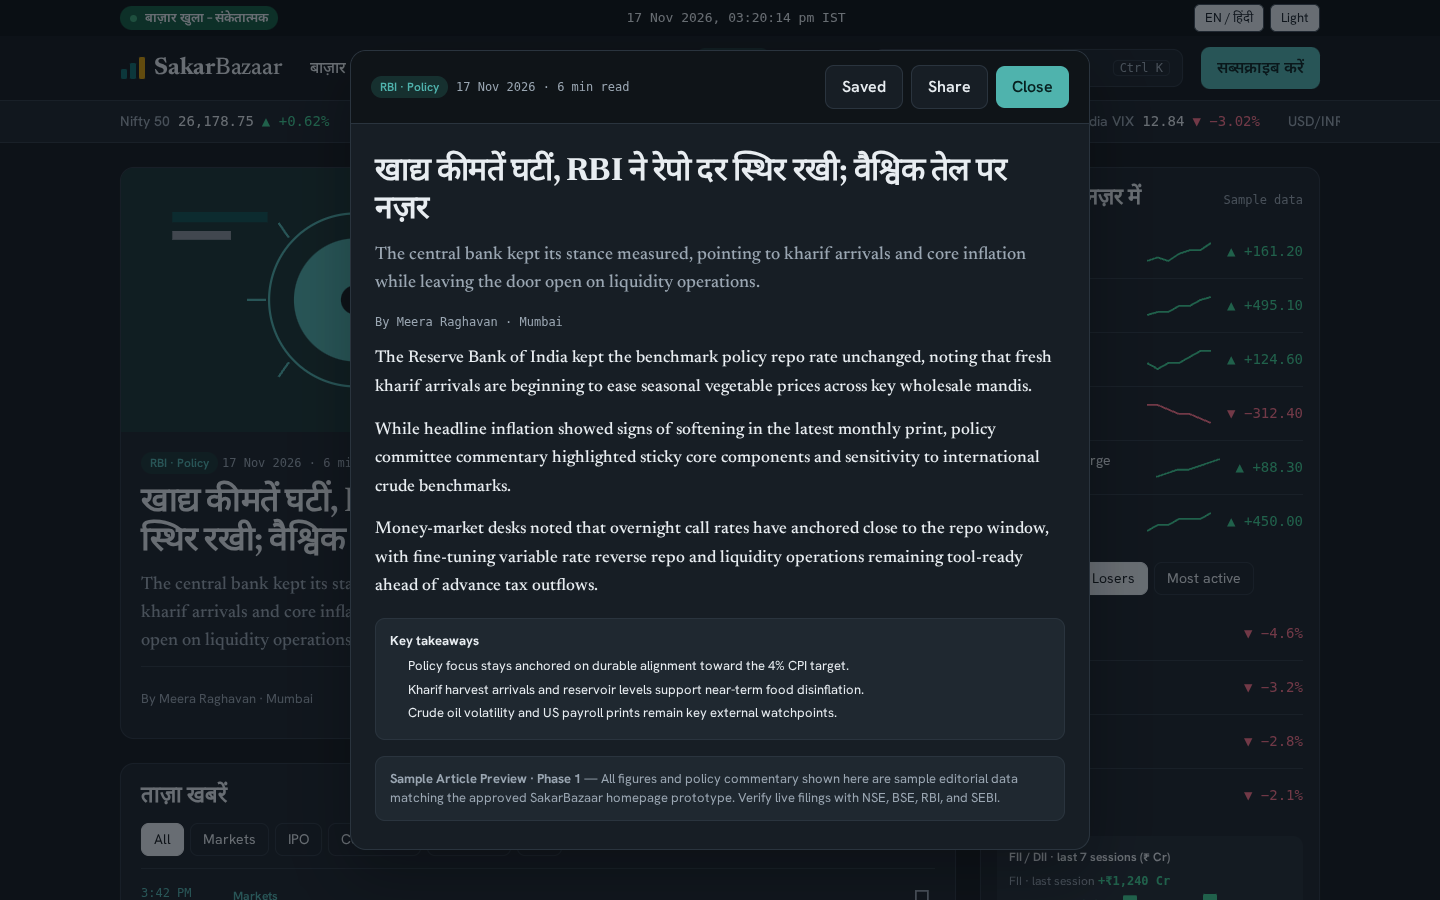 बाज़ार खुला – संकेतात्मक
17 Nov 2026, 03:20:14 pm IST
EN / हिंदी
Light
SakarBazaar
बाज़ार
Ctrl K
सब्सक्राइब करें
Nifty 50 26,178.75 ▲ +0.62%
VIX 12.84 ▼ −3.02%
USD/INR
RBI · Policy 17 Nov 2026 · 6 min read
Saved
Share
Close
खाद्य कीमतें घटीं, RBI ने रेपो दर स्थिर रखी; वैश्विक तेल पर
नज़र
The central bank kept its stance measured, pointing to kharif arrivals and core inflation
while leaving the door open on liquidity operations.
By Meera Raghavan · Mumbai
The Reserve Bank of India kept the benchmark policy repo rate unchanged, noting that fresh
kharif arrivals are beginning to ease seasonal vegetable prices across key wholesale mandis.
While headline inflation showed signs of softening in the latest monthly print, policy
committee commentary highlighted sticky core components and sensitivity to international
crude benchmarks.
Money-market desks noted that overnight call rates have anchored close to the repo window,
with fine-tuning variable rate reverse repo and liquidity operations remaining tool-ready
ahead of advance tax outflows.
Key takeaways
Policy focus stays anchored on durable alignment toward the 4% CPI target.
Kharif harvest arrivals and reservoir levels support near-term food disinflation.
Crude oil volatility and US payroll prints remain key external watchpoints.
Sample Article Preview · Phase 1 — All figures and policy commentary shown here are sample editorial data
matching the approved SakarBazaar homepage prototype. Verify live filings with NSE, BSE, RBI, and SEBI.
RBI · Policy 17 Nov 2026 · 6
खाद्य कीमतें घटीं,
स्थिर रखी; वैश्विक
The central bank kept its
kharif arrivals and core
open on liquidity operations
By Meera Raghavan · Mumbai
ताज़ा खबरें
All
Markets
IPO
3:42 PM
Markets
नज़र में
Sample data
▲ +161.20
▲ +495.10
▲ +124.60
▼ −312.40
▲ +88.30
▲ +450.00
Losers
Most active
▼ −4.6%
▼ −3.2%
▼ −2.8%
▼ −2.1%
FII / DII · last 7 sessions (₹ Cr)
FII · last session +₹1,240 Cr